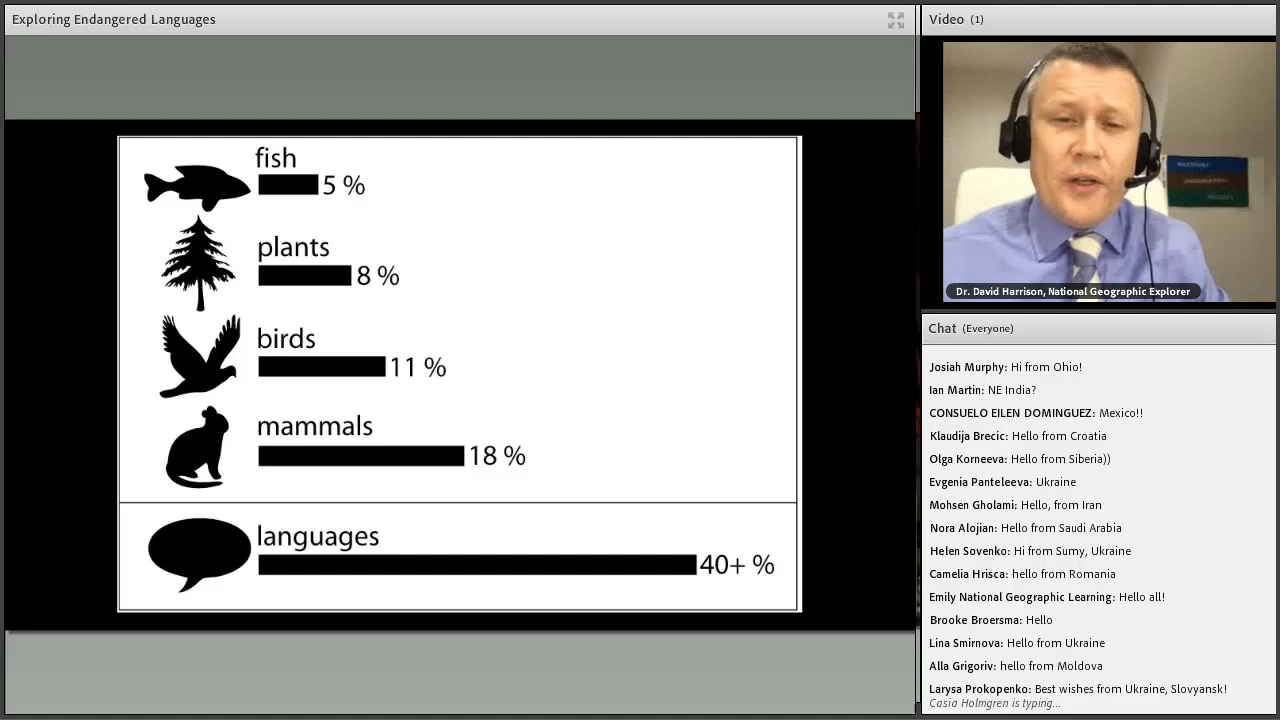 Exploring Endangered Languages
fish
5 %
plants
8 %
birds
11 %
mammals
18 %
languages
40+ %
Video (1)
Dr. David Harrison, National Geographic Explorer
Chat (Everyone)
Josiah Murphy: Hi from Ohio!
Ian Martin: NE India?
CONSUELO EILEN DOMINGUEZ: Mexico!!
Klaudija Brecic: Hello from Croatia
Olga Korneeva: Hello from Siberia))
Evgenia Panteleeva: Ukraine
Mohsen Gholami: Hello, from Iran
Nora Alojian: Hello from Saudi Arabia
Helen Sovenko: Hi from Sumy, Ukraine
Camelia Hrisca: hello from Romania
Emily National Geographic Learning: Hello all!
Brooke Broersma: Hello
Lina Smirnova: Hello from Ukraine
Alla Grigoriv: hello from Moldova
Larysa Prokopenko: Best wishes from Ukraine, Slovyansk!
Casia Holmgren is typing...